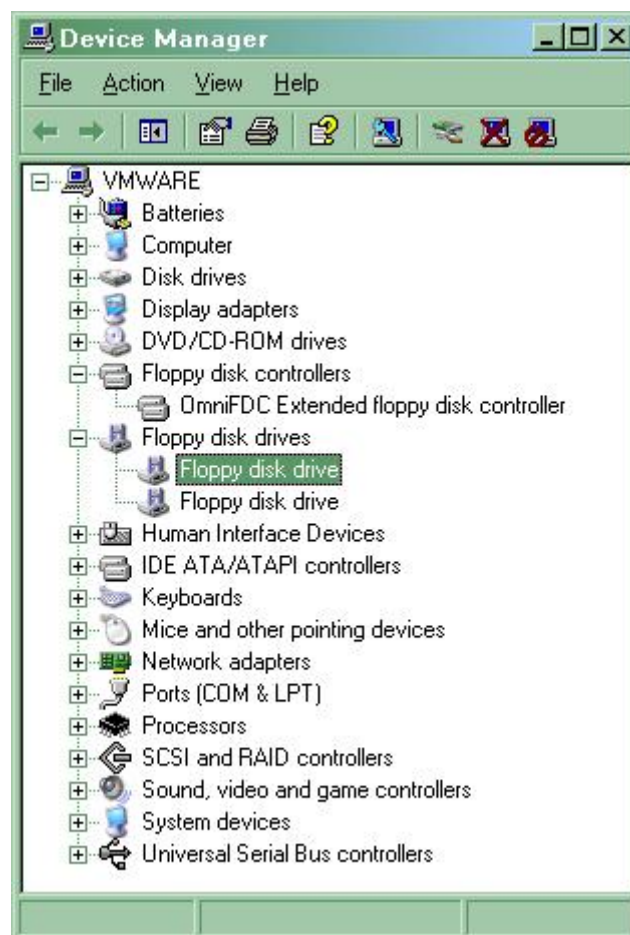 Device Manager
File Action View Help
VMWARE
Batteries
Computer
Disk drives
Display adapters
DVD/CD-ROM drives
Floppy disk controllers
OmniFDC Extended floppy disk controller
Floppy disk drives
Floppy disk drive
Floppy disk drive
Human Interface Devices
IDE ATA/ATAPI controllers
Keyboards
Mice and other pointing devices
Network adapters
Ports (COM & LPT)
Processors
SCSI and RAID controllers
Sound, video and game controllers
System devices
Universal Serial Bus controllers